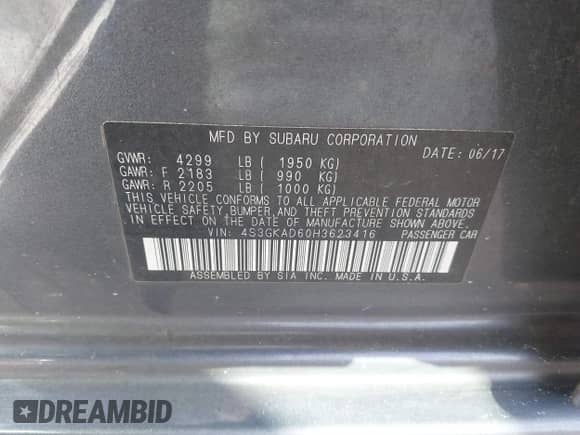 MFD BY SUBARU CORPORATION
GVWR: 4299 LB ( 1950 KG) DATE: 06/17
GAWR: F 2183 LB ( 990 KG)
GAWR: R 2205 LB ( 1000 KG)
THIS VEHICLE CONFORMS TO ALL APPLICABLE FEDERAL MOTOR
VEHICLE SAFETY, BUMPER, AND THEFT PREVENTION STANDARDS
IN EFFECT ON THE DATE OF MANUFACTURE SHOWN ABOVE.
VIN: 4S3GKAD60H3623416 PASSENGER CAR
ASSEMBLED BY SIA INC. MADE IN U.S.A.
DREAMBID